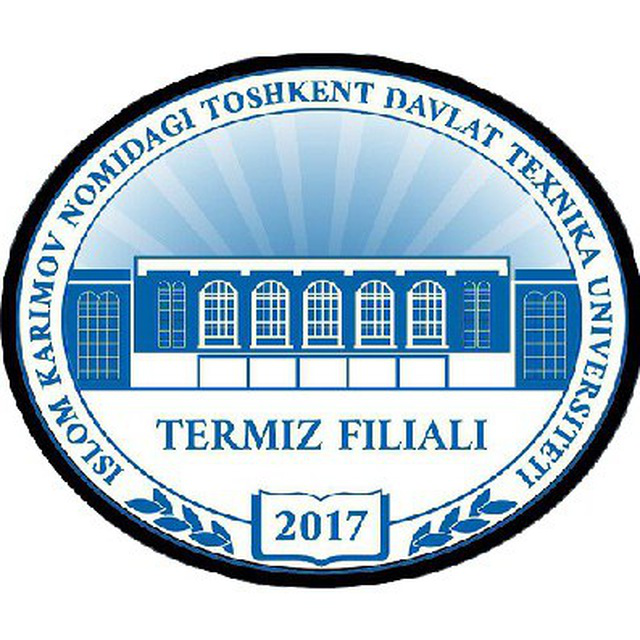 ISLOM KARIMOV NOMIDAGI TOSHKENT DAVLAT TEXNIKA UNIVERSITETI
TERMIZ FILIALI
2017